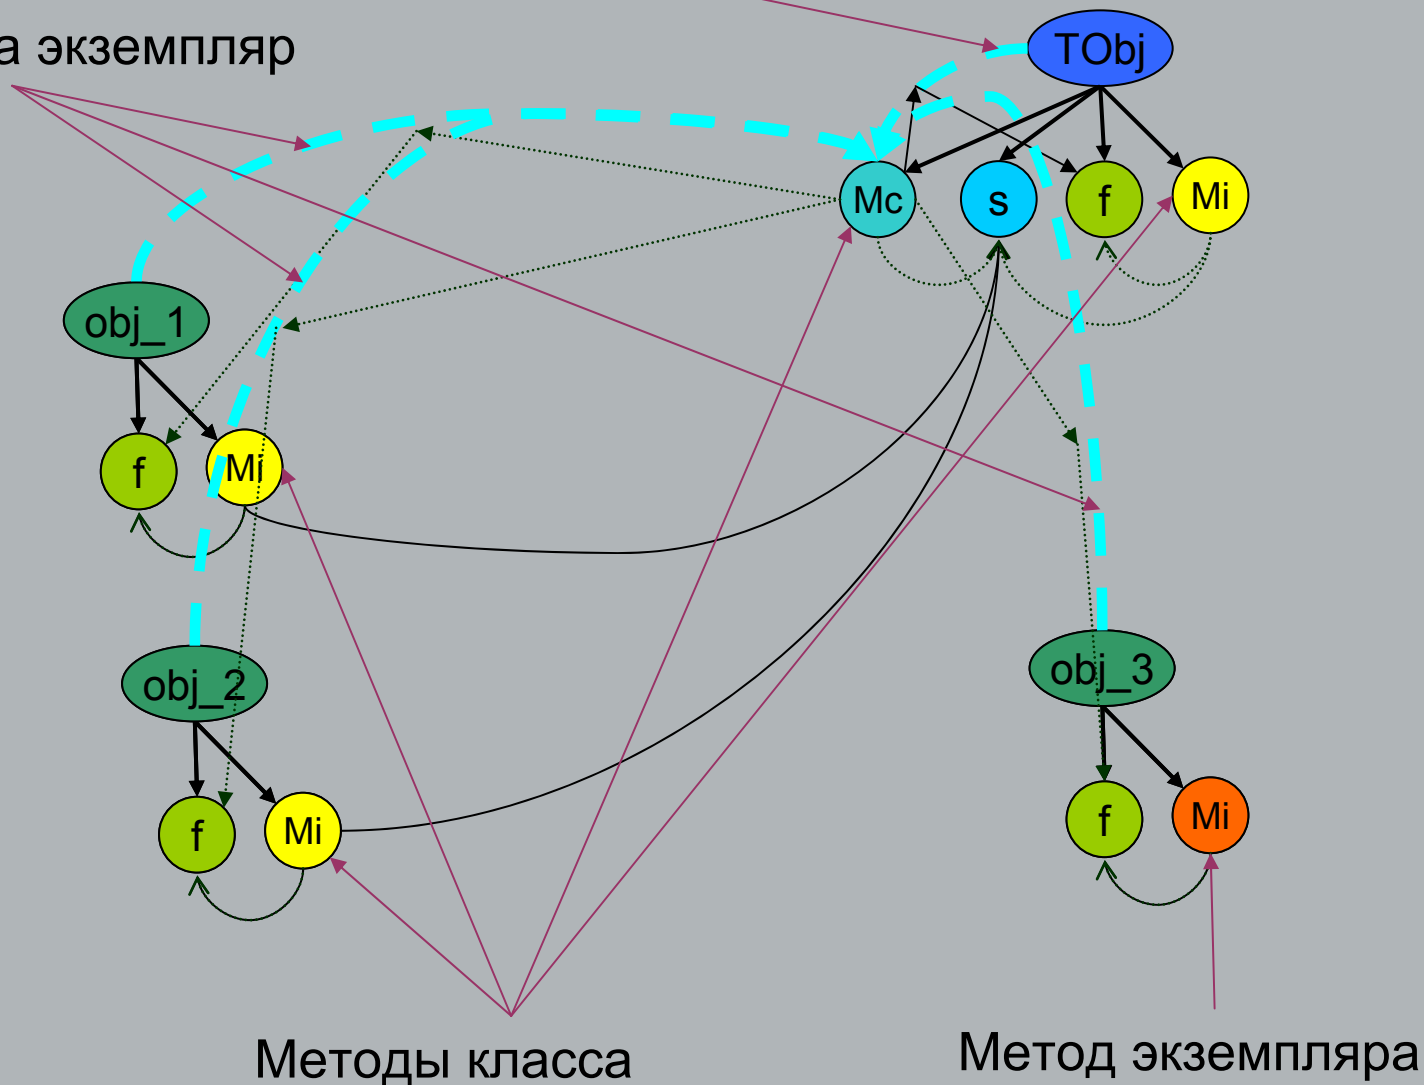 а экземпляр
TObj
Mc
s
f
Mi
obj_1
f
Mi
obj_2
obj_3
f
Mi
f
Mi
Методы класса
Метод экземпляра